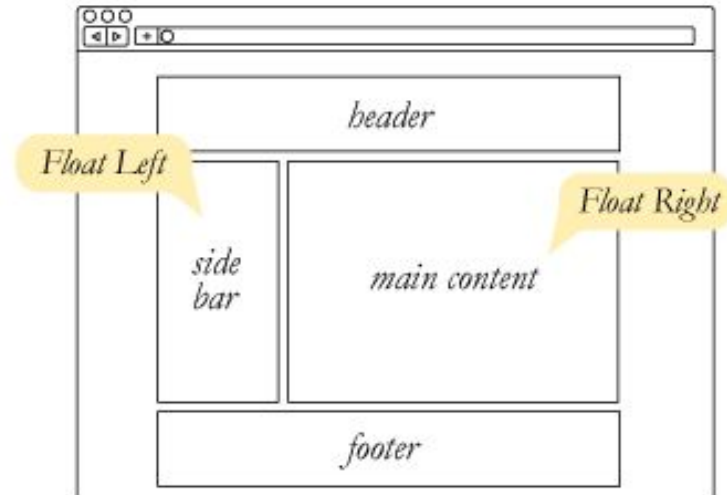 header
Float Left
Float Right
side
bar
main content
footer